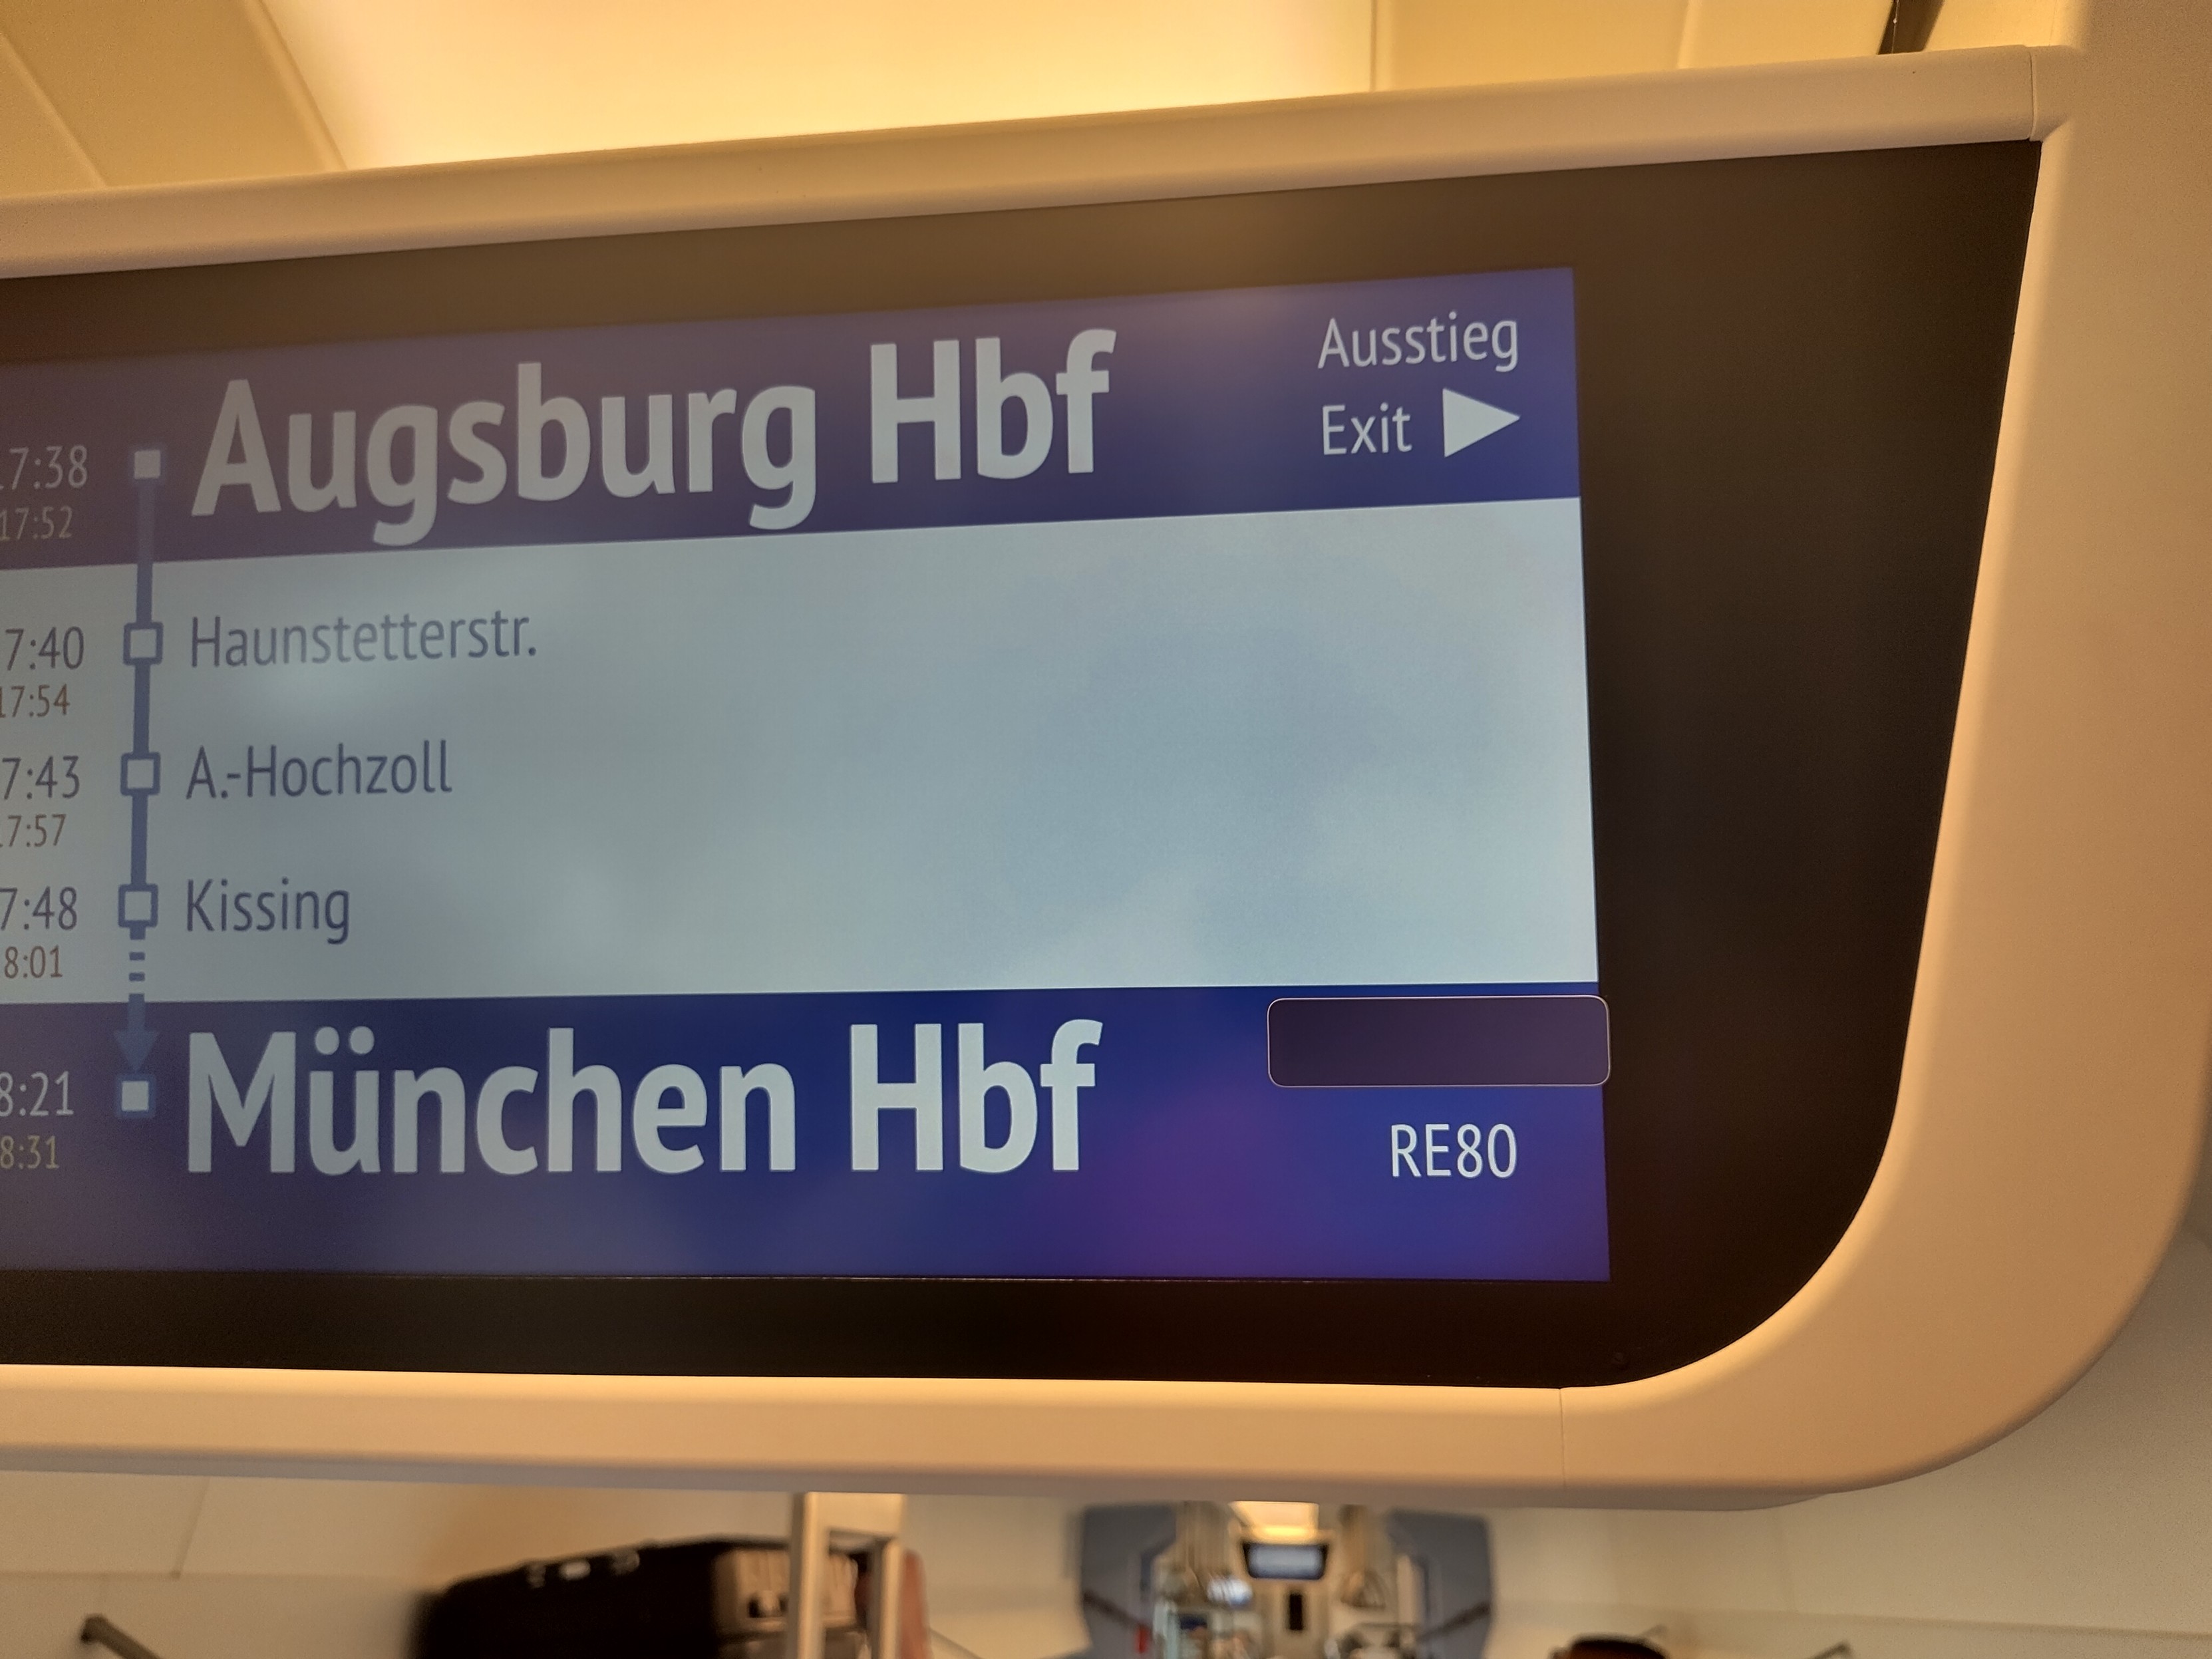 Ausstieg
Exit
7:38 Augsburg Hbf
17:52
7:40 Haunstetterstr.
17:54
7:43 A.-Hochzoll
7:57
7:48 Kissing
8:01
8:21 München Hbf
8:31
RE80